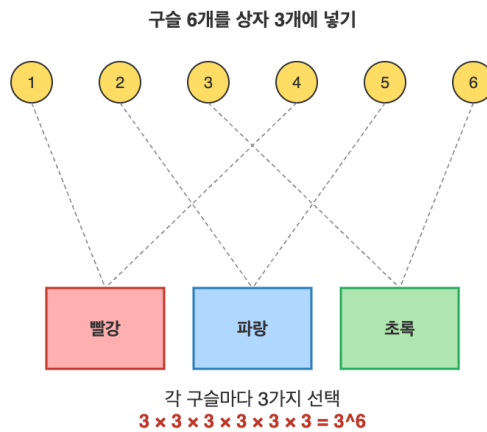 구슬 6개를 상자 3개에 넣기
1 2 3 4 5 6
빨강 파랑 초록
각 구슬마다 3가지 선택
3 × 3 × 3 × 3 × 3 × 3 = 3^6